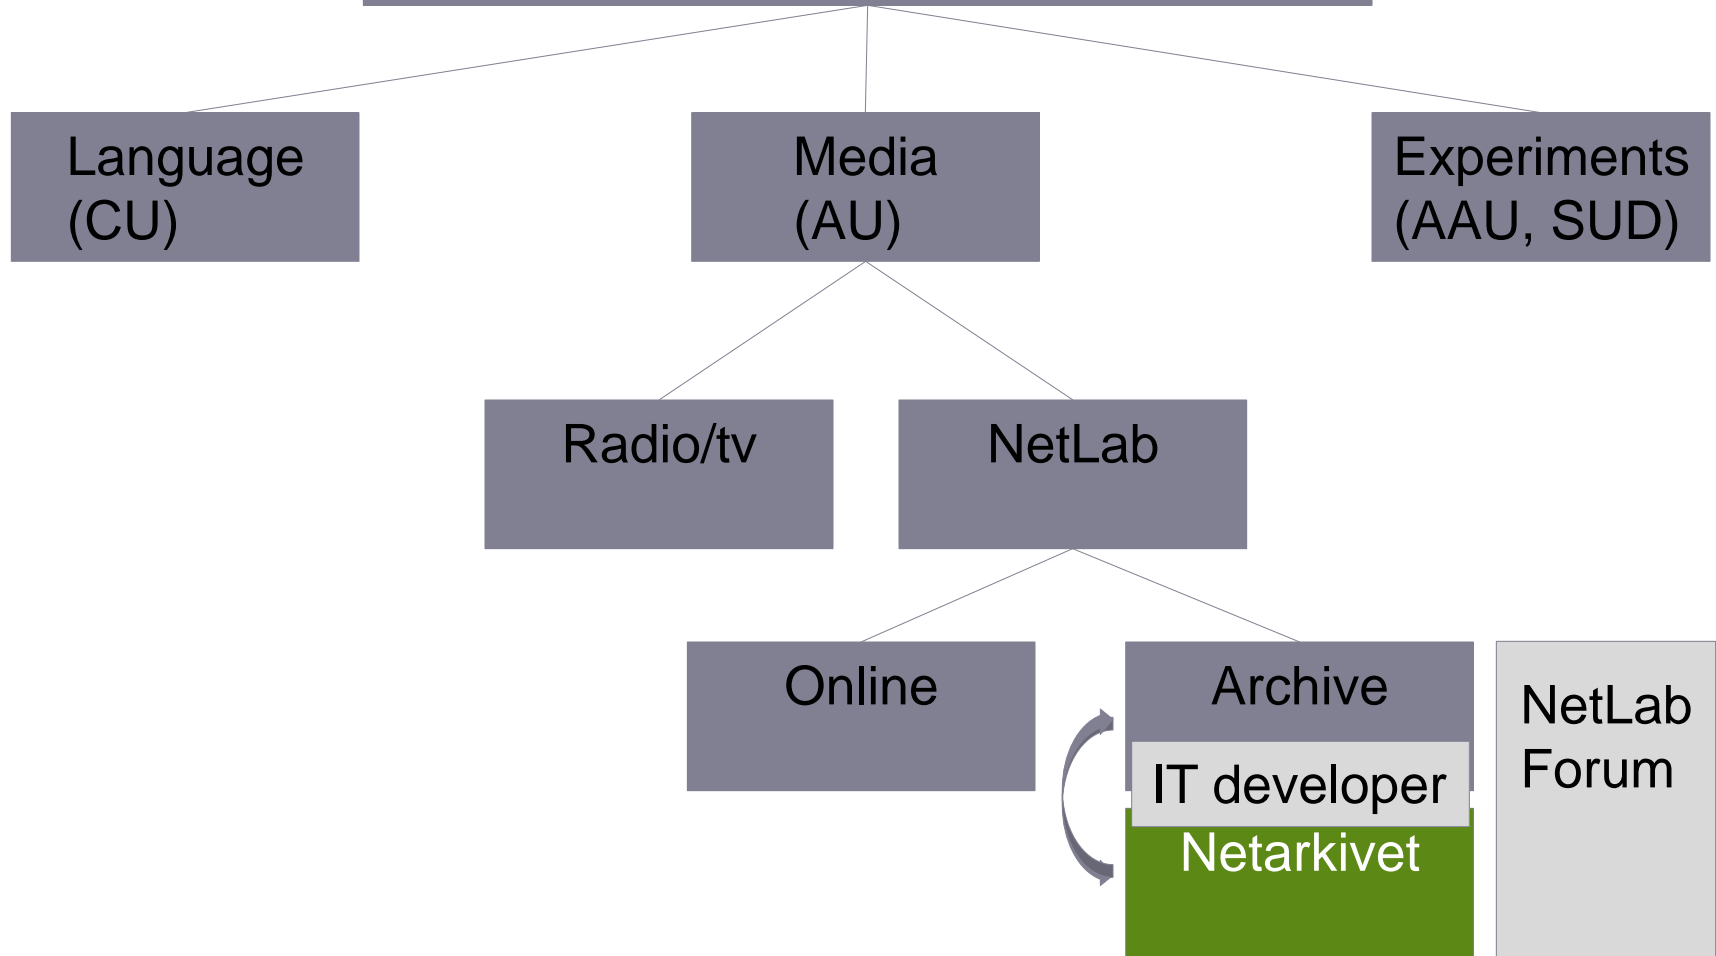 Language
(CU)
Media
(AU)
Experiments
(AAU, SUD)
Radio/tv
NetLab
Online
Archive
IT developer
Netarkivet
NetLab
Forum